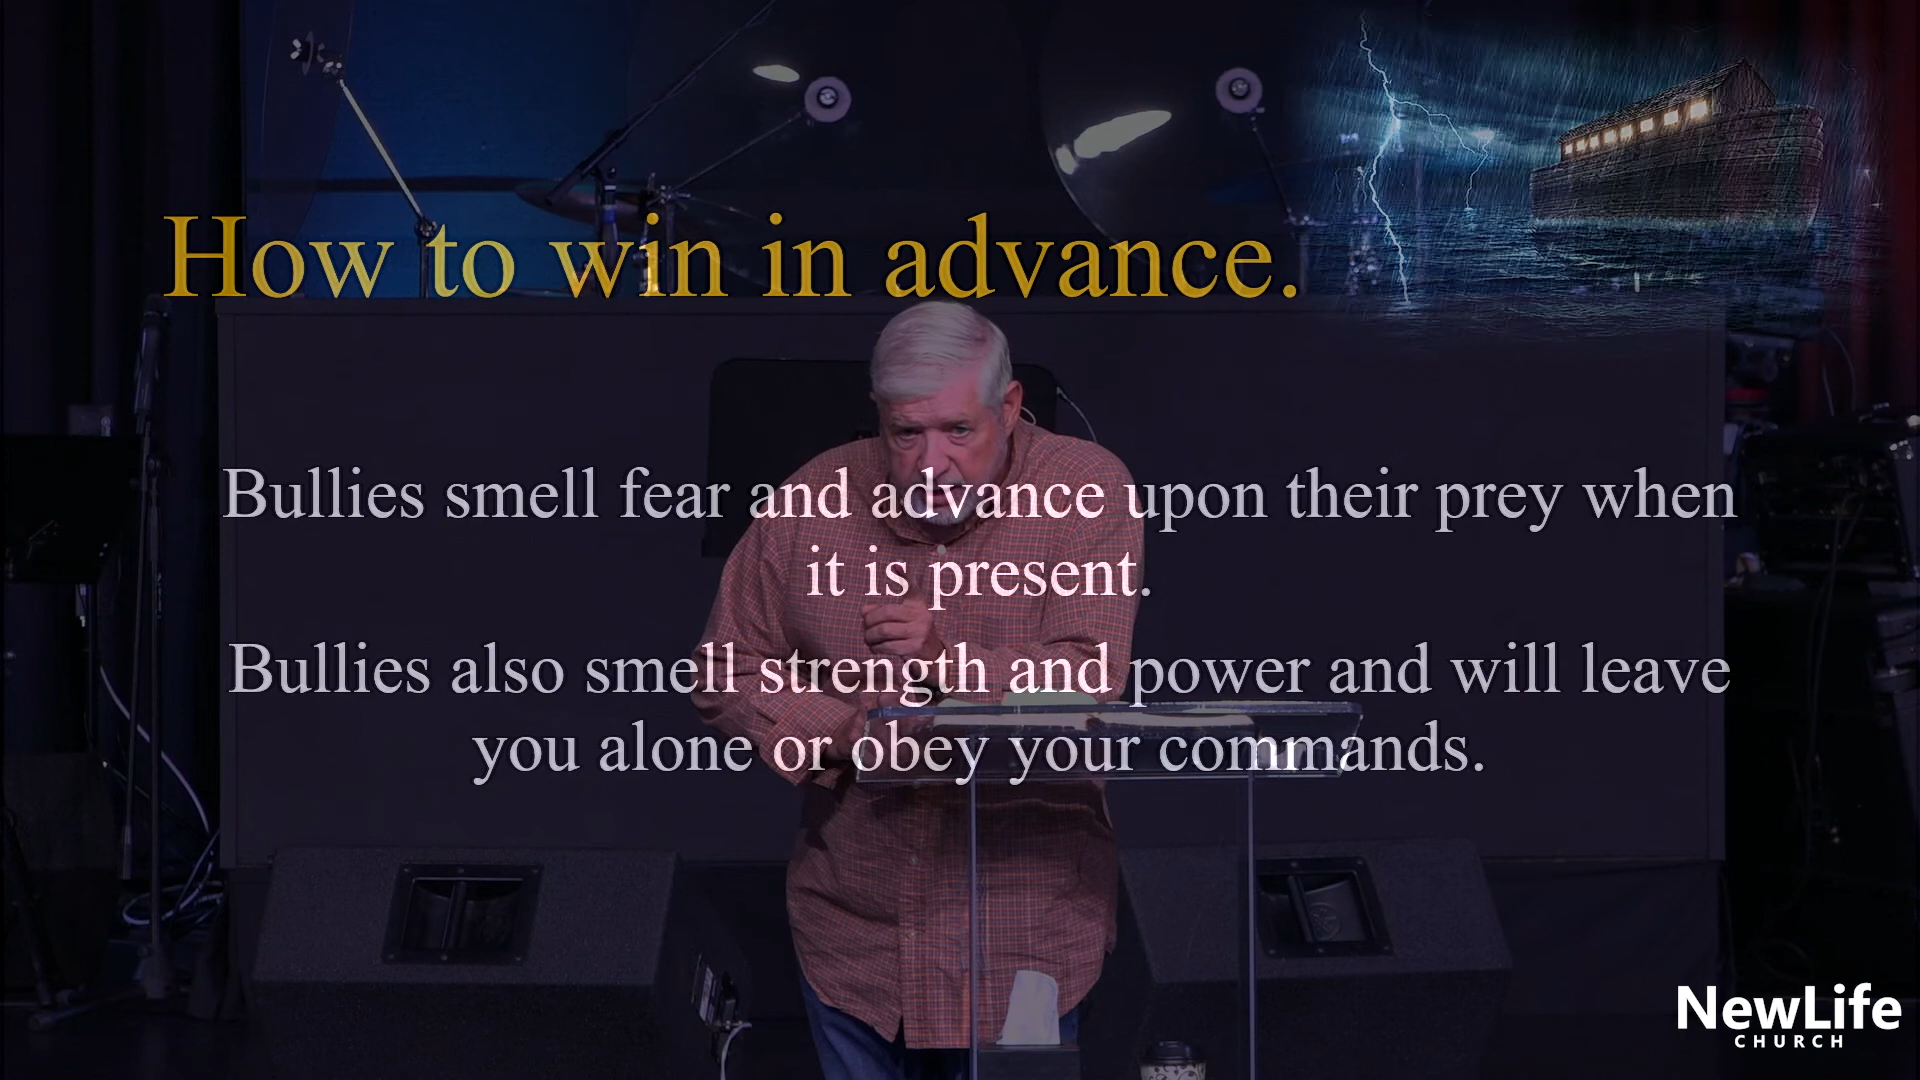 How to win in advance.
Bullies smell fear and advance upon their prey when
it is present.
Bullies also smell strength and power and will leave
you alone or obey your commands.
NewLife
CHURCH